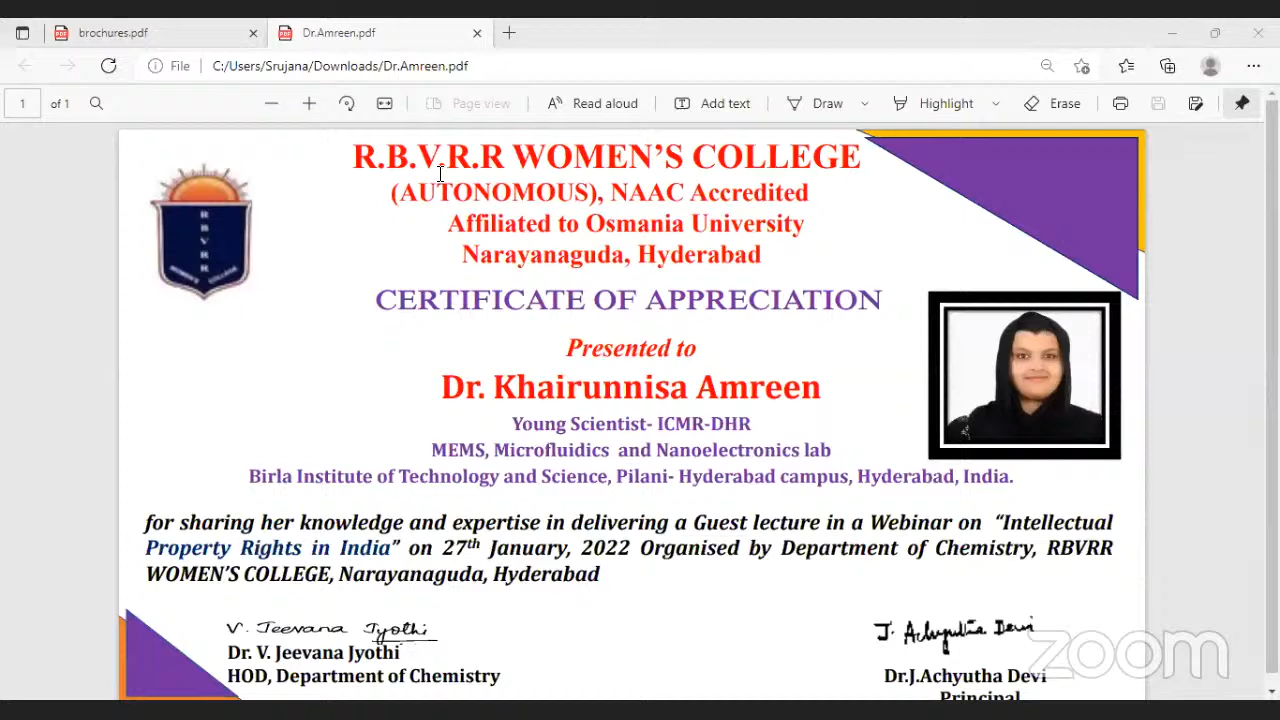 brochures.pdf
Dr.Amreen.pdf
File C:/Users/Srujana/Downloads/Dr.Amreen.pdf
1 of 1 Page view Read aloud Add text Draw Highlight Erase
R.B.V.R.R WOMEN'S COLLEGE
(AUTONOMOUS), NAAC Accredited
Affiliated to Osmania University
Narayanaguda, Hyderabad
RBVRR
WOMEN'S COLLEGE
CERTIFICATE OF APPRECIATION
Presented to
Dr. Khairunnisa Amreen
Young Scientist- ICMR-DHR
MEMS, Microfluidics and Nanoelectronics lab
Birla Institute of Technology and Science, Pilani- Hyderabad campus, Hyderabad, India.
for sharing her knowledge and expertise in delivering a Guest lecture in a Webinar on “Intellectual
Property Rights in India” on 27th January, 2022 Organised by Department of Chemistry, RBVRR
WOMEN'S COLLEGE, Narayanaguda, Hyderabad
V. Jeevana Jyothi
Dr. V. Jeevana Jyothi
HOD, Department of Chemistry
J. Achyutha Devi
Dr.J.Achyutha Devi
Principal
zoom